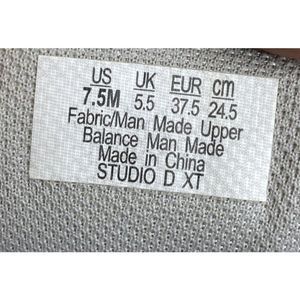 US UK EUR cm
7.5M 5.5 37.5 24.5
Fabric/Man Made Upper
Balance Man Made
Made in China
STUDIO D XT